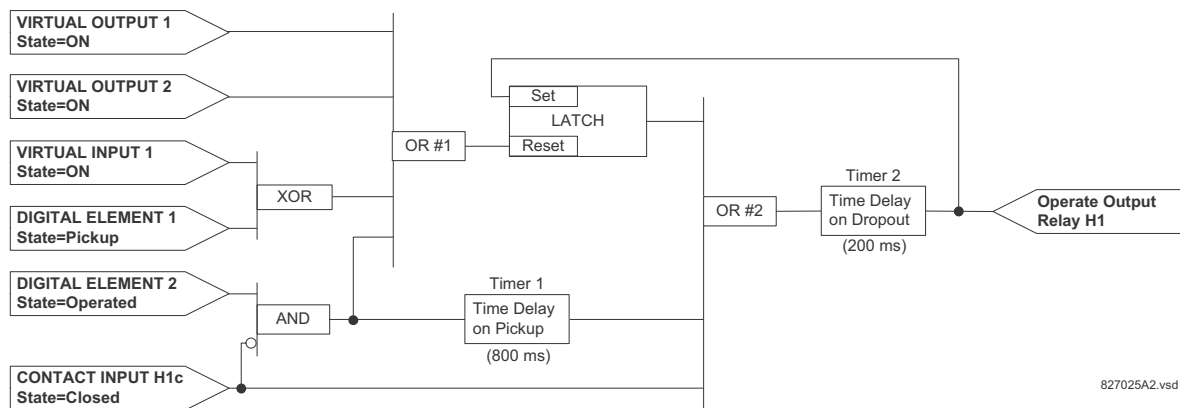 VIRTUAL OUTPUT 1
State=ON
VIRTUAL OUTPUT 2
State=ON
VIRTUAL INPUT 1
State=ON
DIGITAL ELEMENT 1
State=Pickup
DIGITAL ELEMENT 2
State=Operated
CONTACT INPUT H1c
State=Closed
XOR
AND
OR #1
Set
LATCH
Reset
Timer 1
Time Delay
on Pickup
(800 ms)
OR #2
Timer 2
Time Delay
on Dropout
(200 ms)
Operate Output
Relay H1
827025A2.vsd